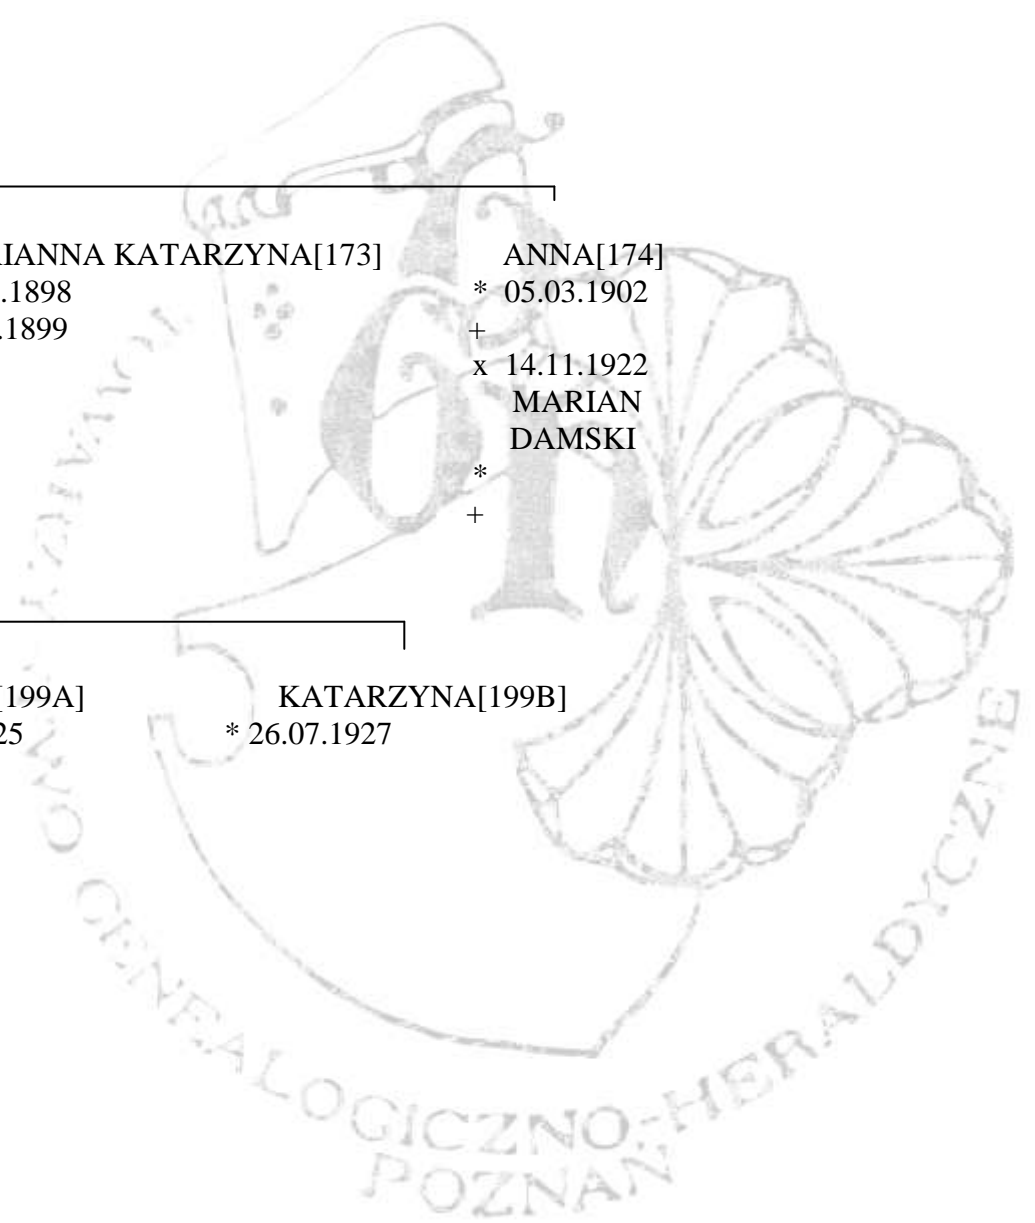 IANNA KATARZYNA[173] ANNA[174]
.1898 * 05.03.1902
.1899 +
x 14.11.1922
MARIAN
DAMSKI
*
+
[199A] KATARZYNA[199B]
25 * 26.07.1927
GENEALOGICZNO-HERALDYCZNE
POZNAŃ